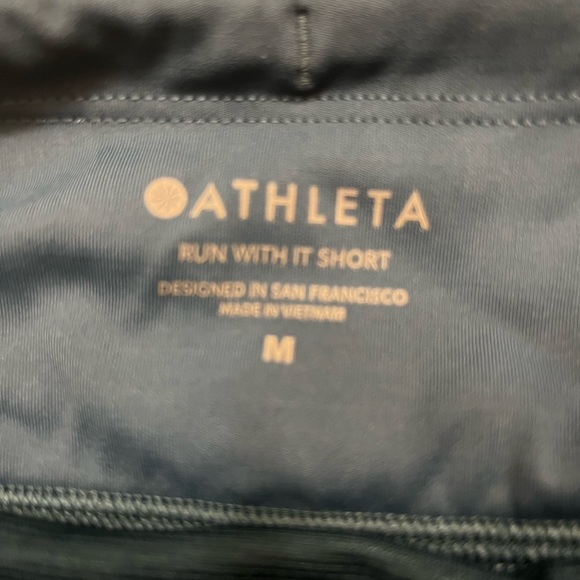 ATHLETA
RUN WITH IT SHORT
DESIGNED IN SAN FRANCISCO
MADE IN VIETNAM
M